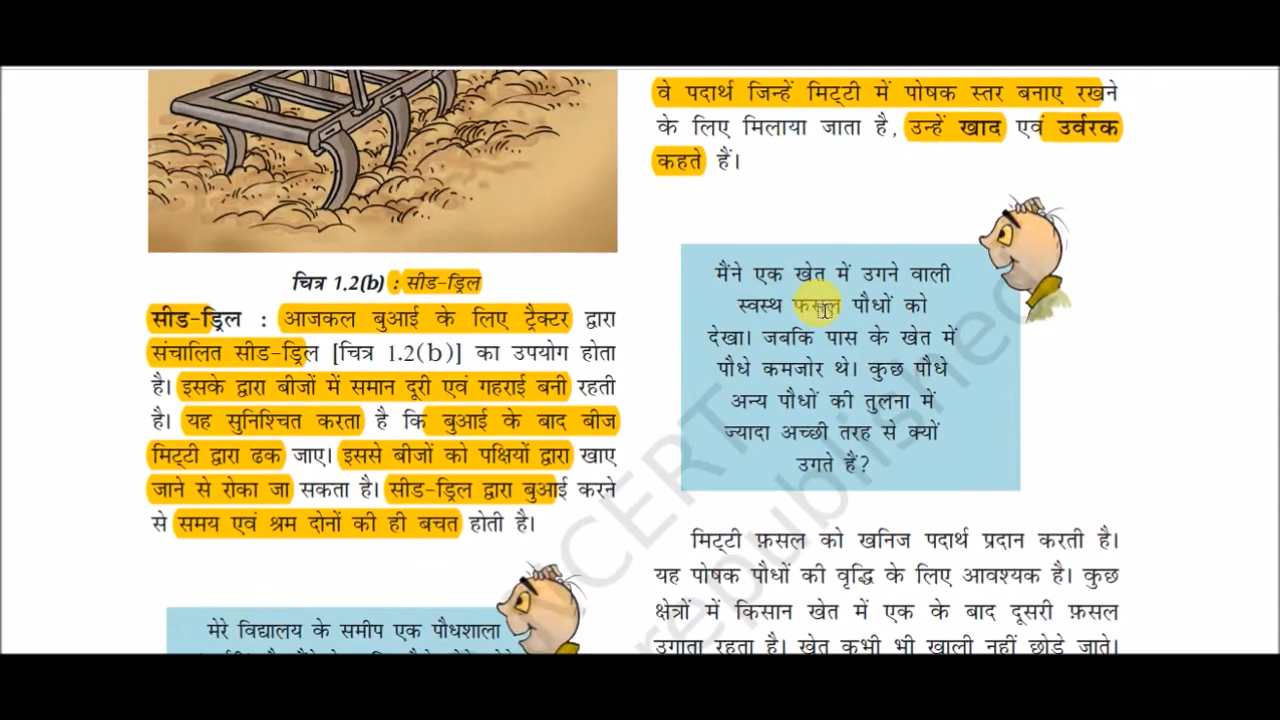 चित्र 1.2(b) : सीड-ड्रिल
सीड-ड्रिल : आजकल बुआई के लिए ट्रैक्टर द्वारा
संचालित सीड-ड्रिल [चित्र 1.2(b)] का उपयोग होता
है। इसके द्वारा बीजों में समान दूरी एवं गहराई बनी रहती
है। यह सुनिश्चित करता है कि बुआई के बाद बीज
मिट्टी द्वारा ढक जाए। इससे बीजों को पक्षियों द्वारा खाए
जाने से रोका जा सकता है। सीड-ड्रिल द्वारा बुआई करने
से समय एवं श्रम दोनों की ही बचत होती है।
मेरे विद्यालय के समीप एक पौधशाला
वे पदार्थ जिन्हें मिट्टी में पोषक स्तर बनाए रखने
के लिए मिलाया जाता है, उन्हें खाद एवं उर्वरक
कहते हैं।
मैंने एक खेत में उगने वाली
स्वस्थ फसल पौधों को
देखा। जबकि पास के खेत में
पौधे कमजोर थे। कुछ पौधे
अन्य पौधों की तुलना में
ज्यादा अच्छी तरह से क्यों
उगते हैं?
मिट्टी फ़सल को खनिज पदार्थ प्रदान करती है।
यह पोषक पौधों की वृद्धि के लिए आवश्यक है। कुछ
क्षेत्रों में किसान खेत में एक के बाद दूसरी फ़सल
उगाता रहता है। खेत कभी भी खाली नहीं छोड़े जाते।
NCERT
republished